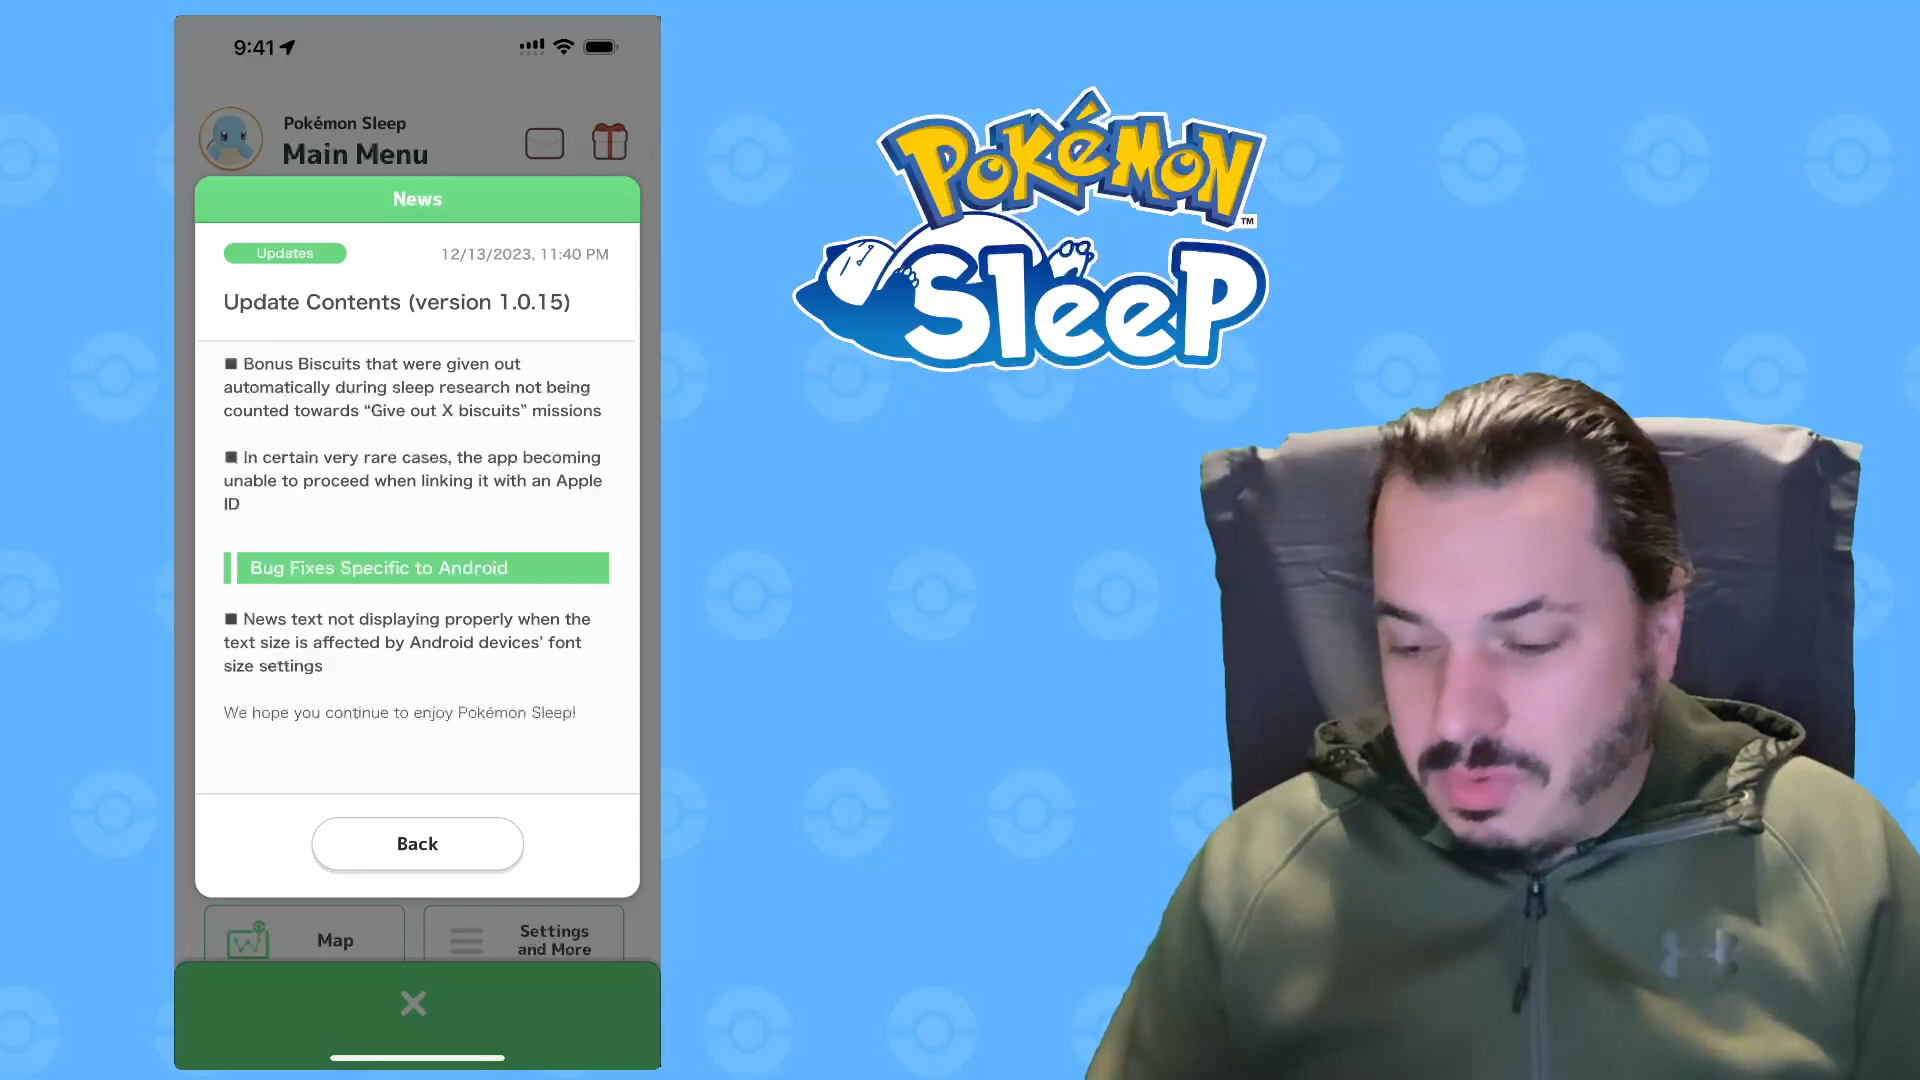 9:41
Pokémon Sleep
Main Menu
News
Updates
12/13/2023, 11:40 PM
Update Contents (version 1.0.15)
■ Bonus Biscuits that were given out
automatically during sleep research not being
counted towards “Give out X biscuits” missions
■ In certain very rare cases, the app becoming
unable to proceed when linking it with an Apple
ID
Bug Fixes Specific to Android
■ News text not displaying properly when the
text size is affected by Android devices’ font
size settings
We hope you continue to enjoy Pokémon Sleep!
Back
Map
Settings
and More
POKéMON
TM
Sleep